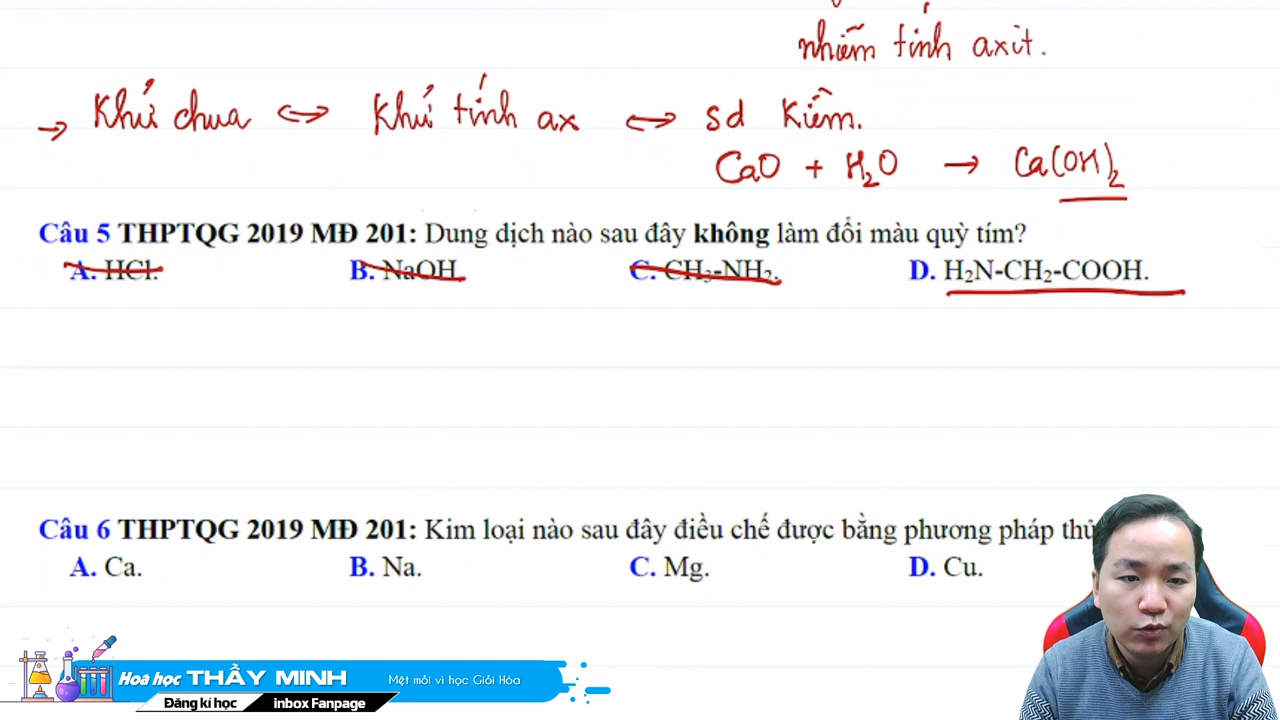 nhiễm tính axit.
→ Khử chua ⇔ Khử tính ax ⇔ sd Kiềm.
CaO + H₂O → Ca(OH)₂
Câu 5 THPTQG 2019 MĐ 201: Dung dịch nào sau đây không làm đổi màu quỳ tím?
A. HCl. B. NaOH. C. CH₃-NH₂. D. H₂N-CH₂-COOH.
Câu 6 THPTQG 2019 MĐ 201: Kim loại nào sau đây điều chế được bằng phương pháp
A. Ca. B. Na. C. Mg. D. Cu.
Hoá học THẦY MINH Mệt mỏi vì học Giỏi Hóa
Đăng kí học inbox Fanpage